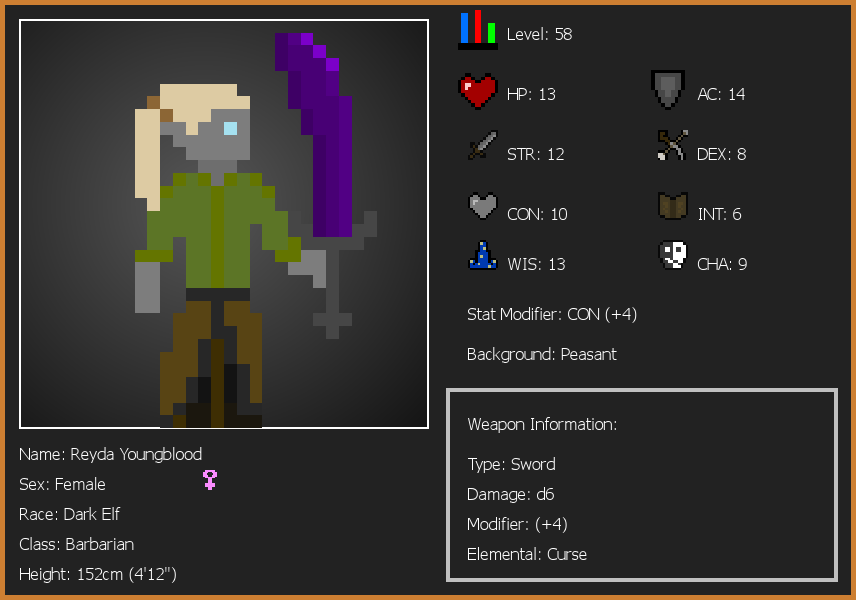 Level: 58
HP: 13
AC: 14
STR: 12
DEX: 8
CON: 10
INT: 6
WIS: 13
CHA: 9
Stat Modifier: CON (+4)
Background: Peasant
Weapon Information:
Type: Sword
Damage: d6
Modifier: (+4)
Elemental: Curse
Name: Reyda Youngblood
Sex: Female
Race: Dark Elf
Class: Barbarian
Height: 152cm (4'12")